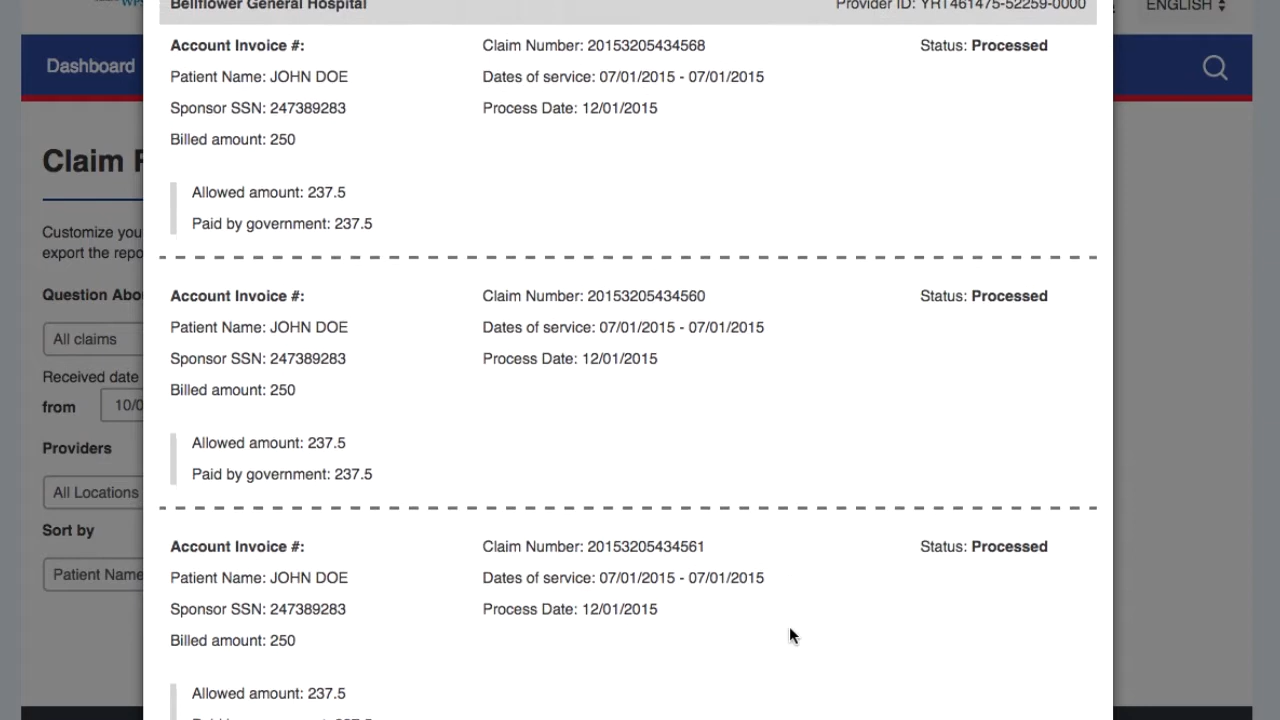 Bellflower General Hospital Provider ID: YRT461475-52259-0000
ENGLISH
Dashboard
Account Invoice #: Claim Number: 20153205434568 Status: Processed
Patient Name: JOHN DOE Dates of service: 07/01/2015 - 07/01/2015
Sponsor SSN: 247389283 Process Date: 12/01/2015
Billed amount: 250
Allowed amount: 237.5
Paid by government: 237.5
Account Invoice #: Claim Number: 20153205434560 Status: Processed
Patient Name: JOHN DOE Dates of service: 07/01/2015 - 07/01/2015
Sponsor SSN: 247389283 Process Date: 12/01/2015
Billed amount: 250
Allowed amount: 237.5
Paid by government: 237.5
Account Invoice #: Claim Number: 20153205434561 Status: Processed
Patient Name: JOHN DOE Dates of service: 07/01/2015 - 07/01/2015
Sponsor SSN: 247389283 Process Date: 12/01/2015
Billed amount: 250
Allowed amount: 237.5
Claim
Customize you
export the repo
Question Abo
All claims
Received date
from 10/0
Providers
All Locations
Sort by
Patient Name